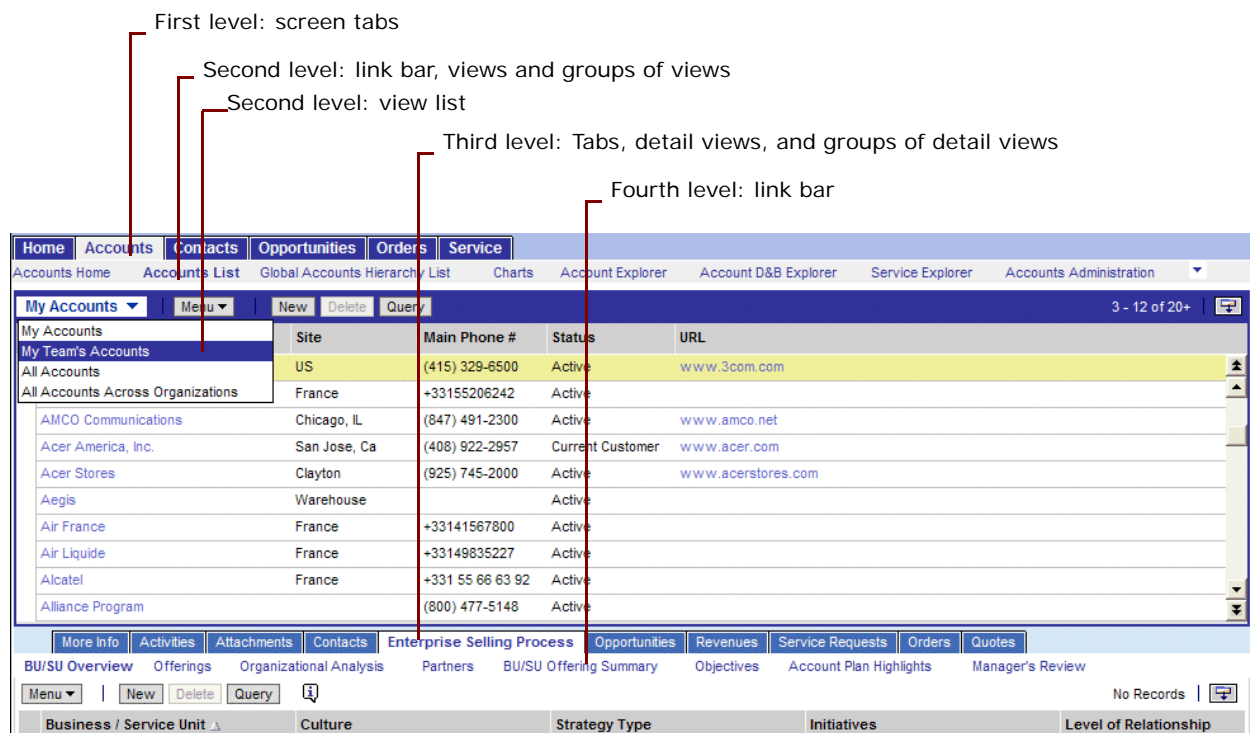 First level: screen tabs
Second level: link bar, views and groups of views
Second level: view list
Third level: Tabs, detail views, and groups of detail views
Fourth level: link bar
Home Accounts Contacts Opportunities Orders Service
Accounts Home Accounts List Global Accounts Hierarchy List Charts Account Explorer Account D&B Explorer Service Explorer Accounts Administration
My Accounts Menu New Delete Query 3 - 12 of 20+
My Accounts Site Main Phone # Status URL
My Team's Accounts
All Accounts US (415) 329-6500 Active www.3com.com
All Accounts Across Organizations France +33155206242 Active
AMCO Communications Chicago, IL (847) 491-2300 Active www.amco.net
Acer America, Inc. San Jose, Ca (408) 922-2957 Current Customer www.acer.com
Acer Stores Clayton (925) 745-2000 Active www.acerstores.com
Aegis Warehouse Active
Air France France +33141567800 Active
Air Liquide France +33149835227 Active
Alcatel France +331 55 66 63 92 Active
Alliance Program (800) 477-5148 Active
More Info Activities Attachments Contacts Enterprise Selling Process Opportunities Revenues Service Requests Orders Quotes
BU/SU Overview Offerings Organizational Analysis Partners BU/SU Offering Summary Objectives Account Plan Highlights Manager's Review
Menu New Delete Query No Records
Business / Service Unit Culture Strategy Type Initiatives Level of Relationship